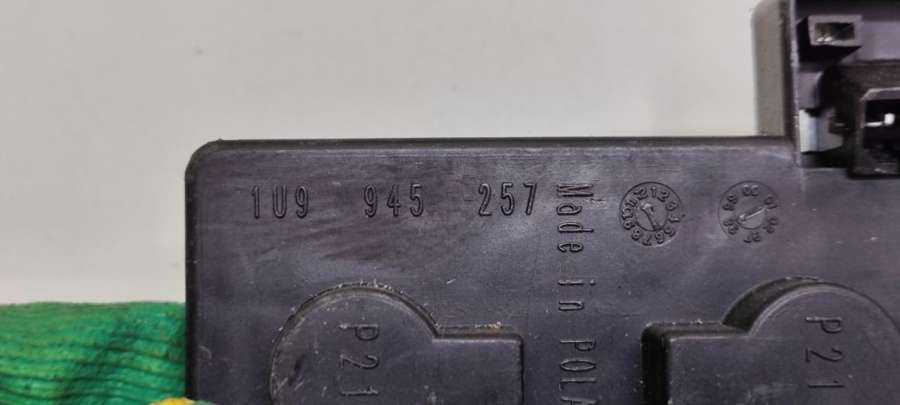 1U9 945 257
Made in POLA
P21
P21